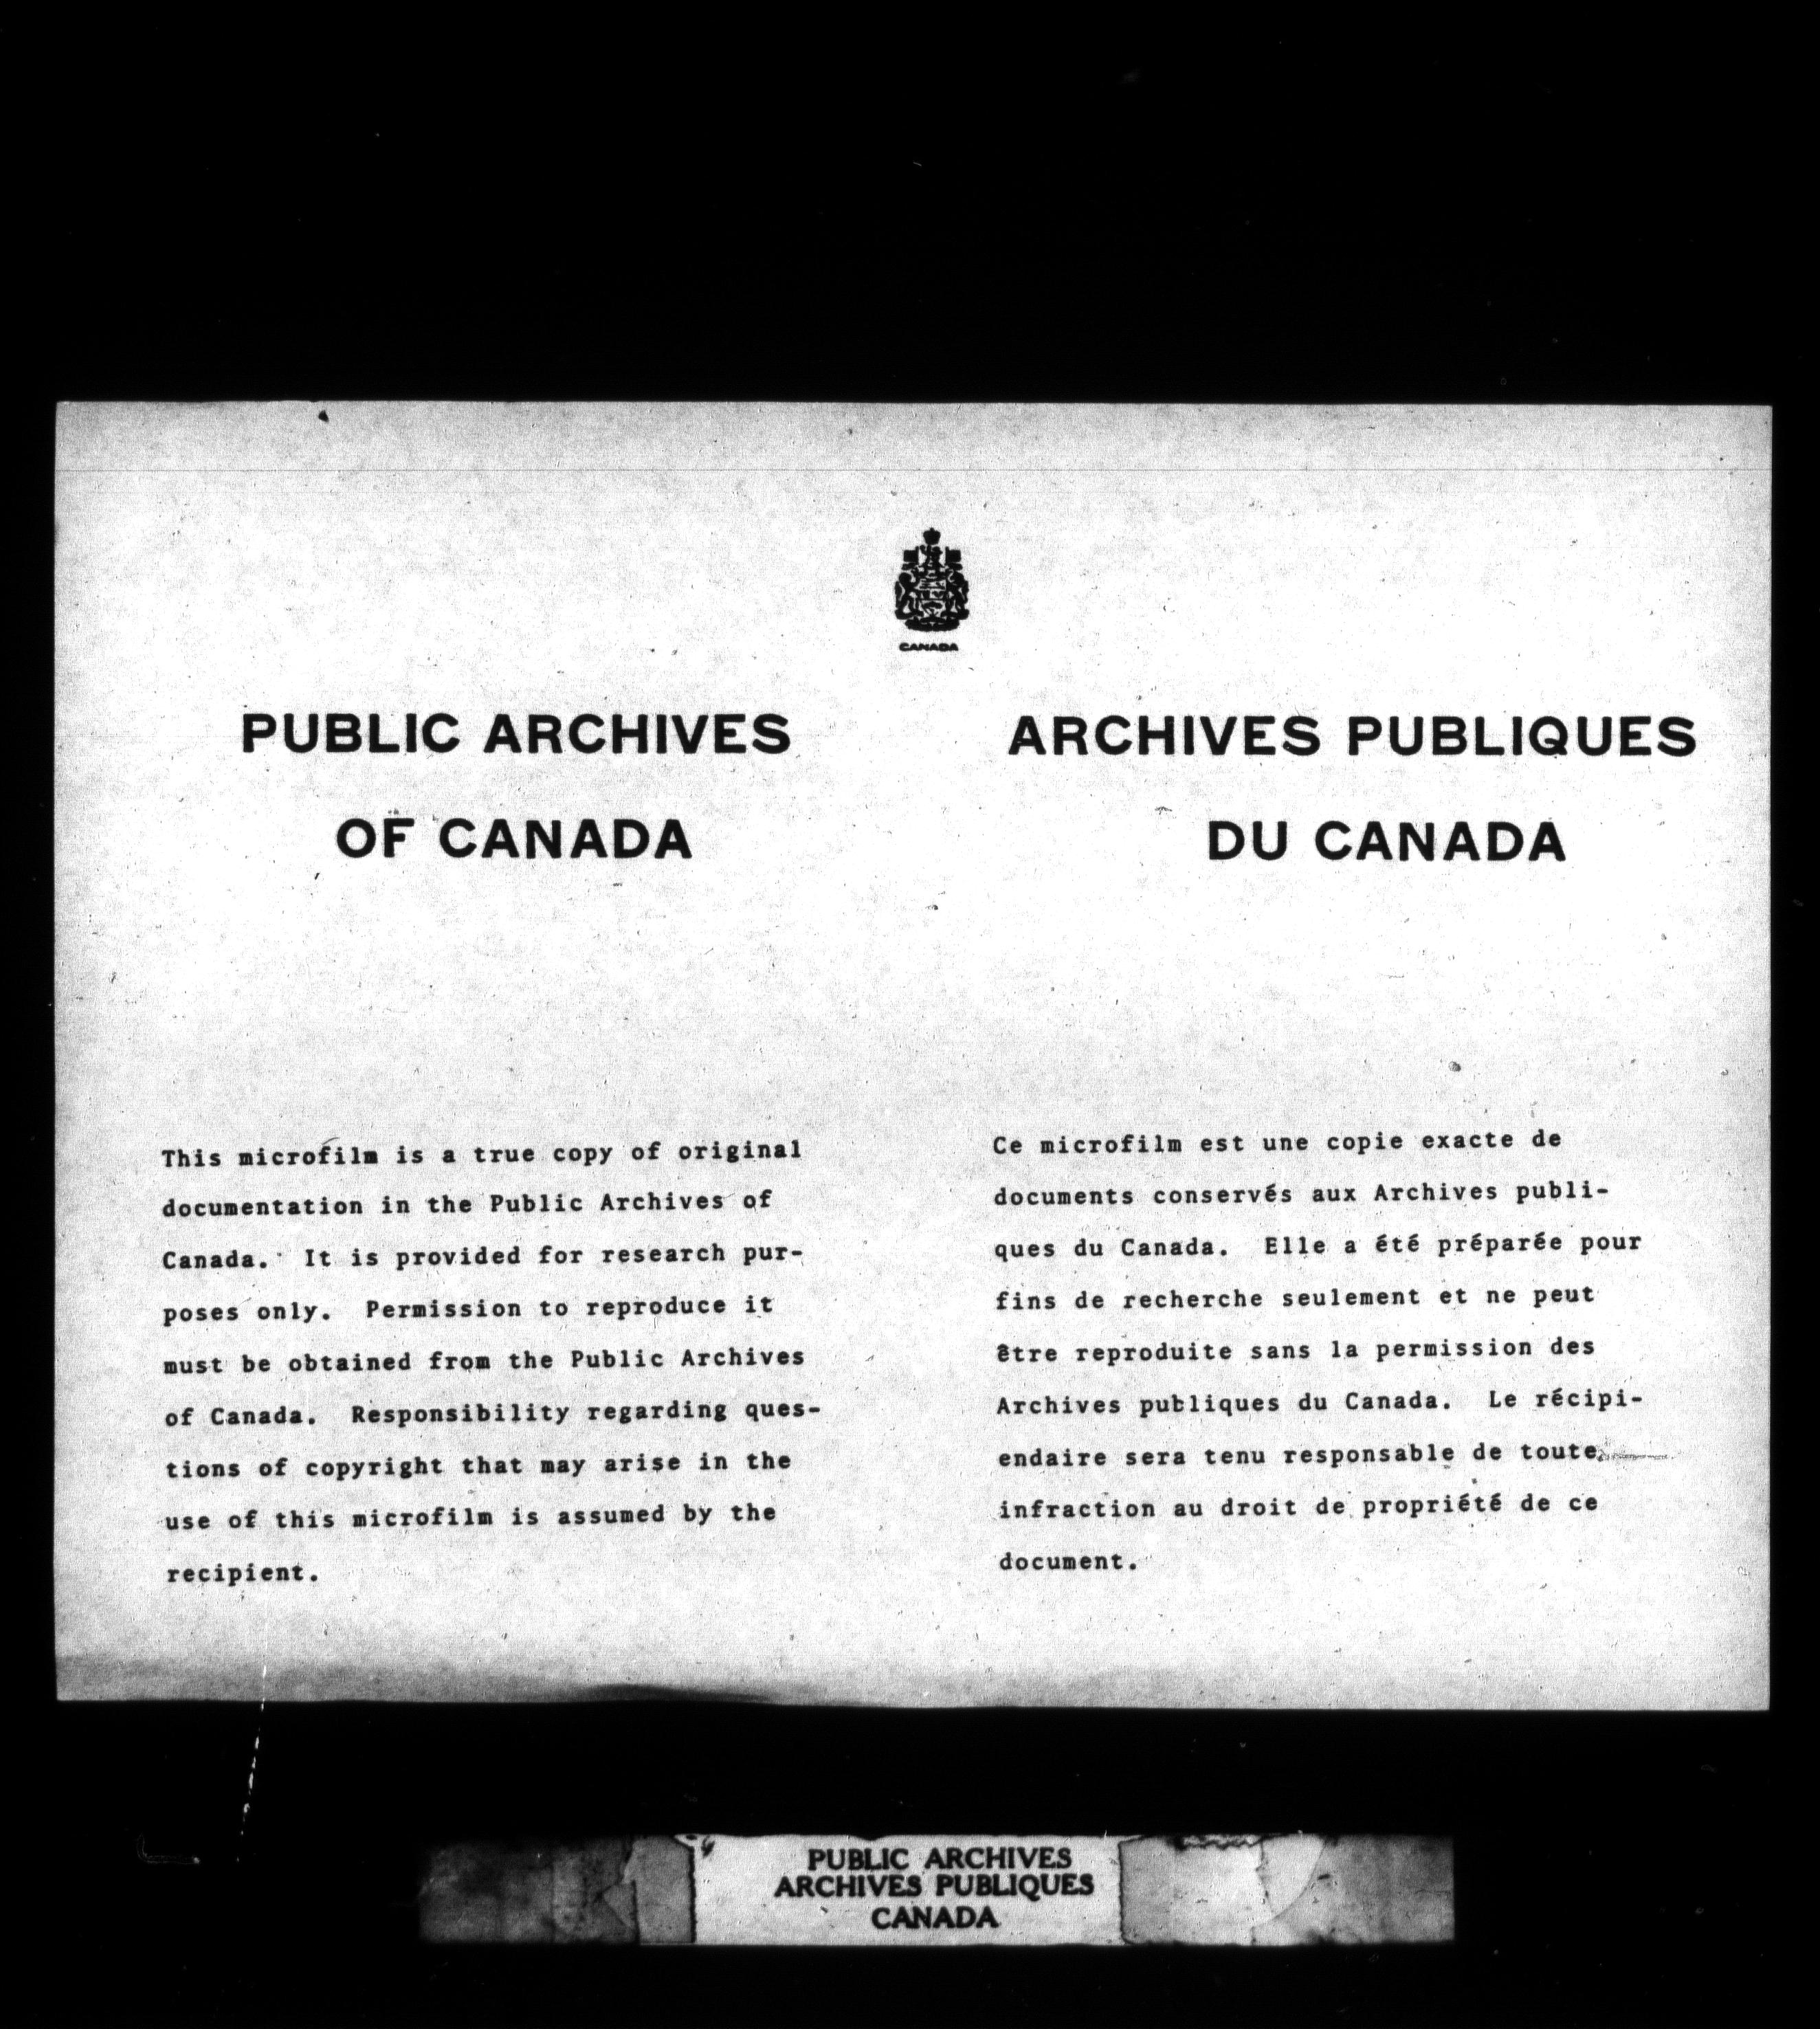 CANADA
PUBLIC ARCHIVES
OF CANADA
ARCHIVES PUBLIQUES
DU CANADA
This microfilm is a true copy of original
documentation in the Public Archives of
Canada. It is provided for research pur-
poses only. Permission to reproduce it
must be obtained from the Public Archives
of Canada. Responsibility regarding ques-
tions of copyright that may arise in the
use of this microfilm is assumed by the
recipient.
Ce microfilm est une copie exacte de
documents conservés aux Archives publi-
ques du Canada. Elle a été préparée pour
fins de recherche seulement et ne peut
être reproduite sans la permission des
Archives publiques du Canada. Le récipi-
endaire sera tenu responsable de toute
infraction au droit de propriété de ce
document.
PUBLIC ARCHIVES
ARCHIVES PUBLIQUES
CANADA